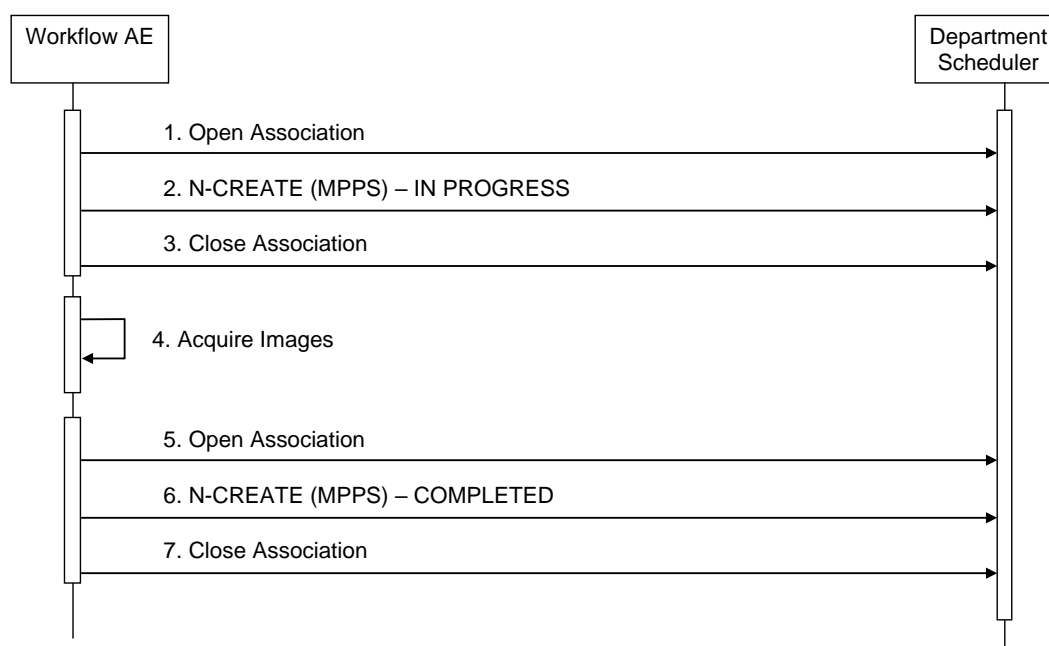 Workflow AE
Department
Scheduler
1. Open Association
2. N-CREATE (MPPS) – IN PROGRESS
3. Close Association
4. Acquire Images
5. Open Association
6. N-CREATE (MPPS) – COMPLETED
7. Close Association